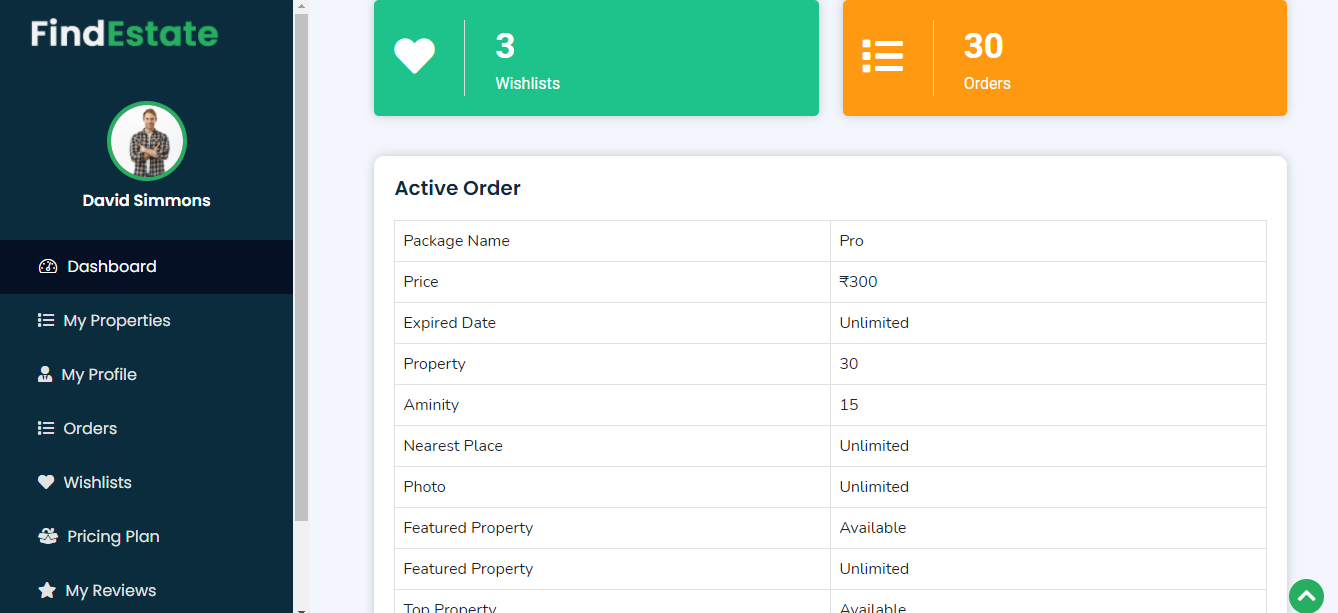 FindEstate
David Simmons
Dashboard
My Properties
My Profile
Orders
Wishlists
Pricing Plan
My Reviews
3
Wishlists
30
Orders
Active Order
Package Name Pro
Price ₹300
Expired Date Unlimited
Property 30
Aminity 15
Nearest Place Unlimited
Photo Unlimited
Featured Property Available
Featured Property Unlimited
Top Property Available